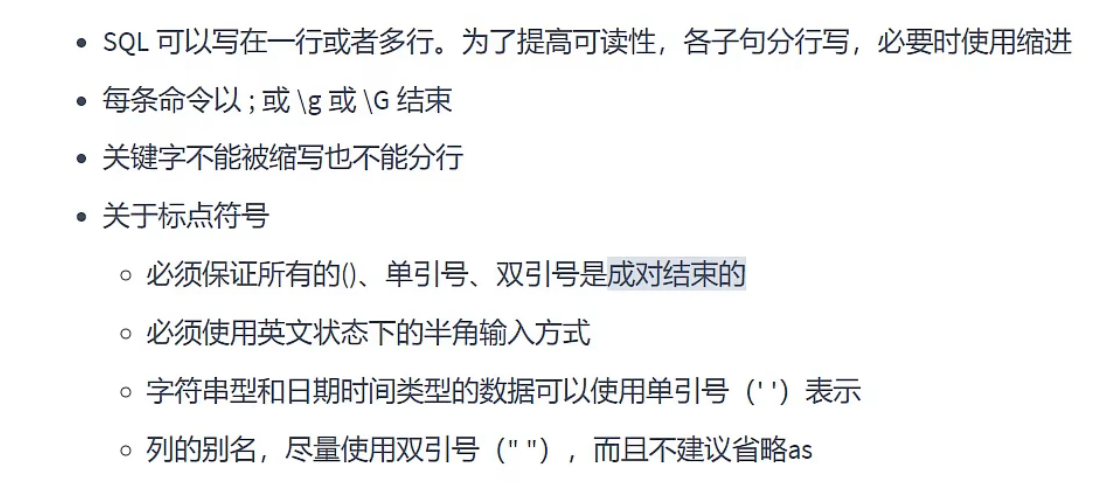 SQL 可以写在一行或者多行。为了提高可读性，各子句分行写，必要时使用缩进
每条命令以 ; 或 \g 或 \G 结束
关键字不能被缩写也不能分行
关于标点符号
必须保证所有的()、单引号、双引号是成对结束的
必须使用英文状态下的半角输入方式
字符串型和日期时间类型的数据可以使用单引号（' '）表示
列的别名，尽量使用双引号（" "），而且不建议省略as